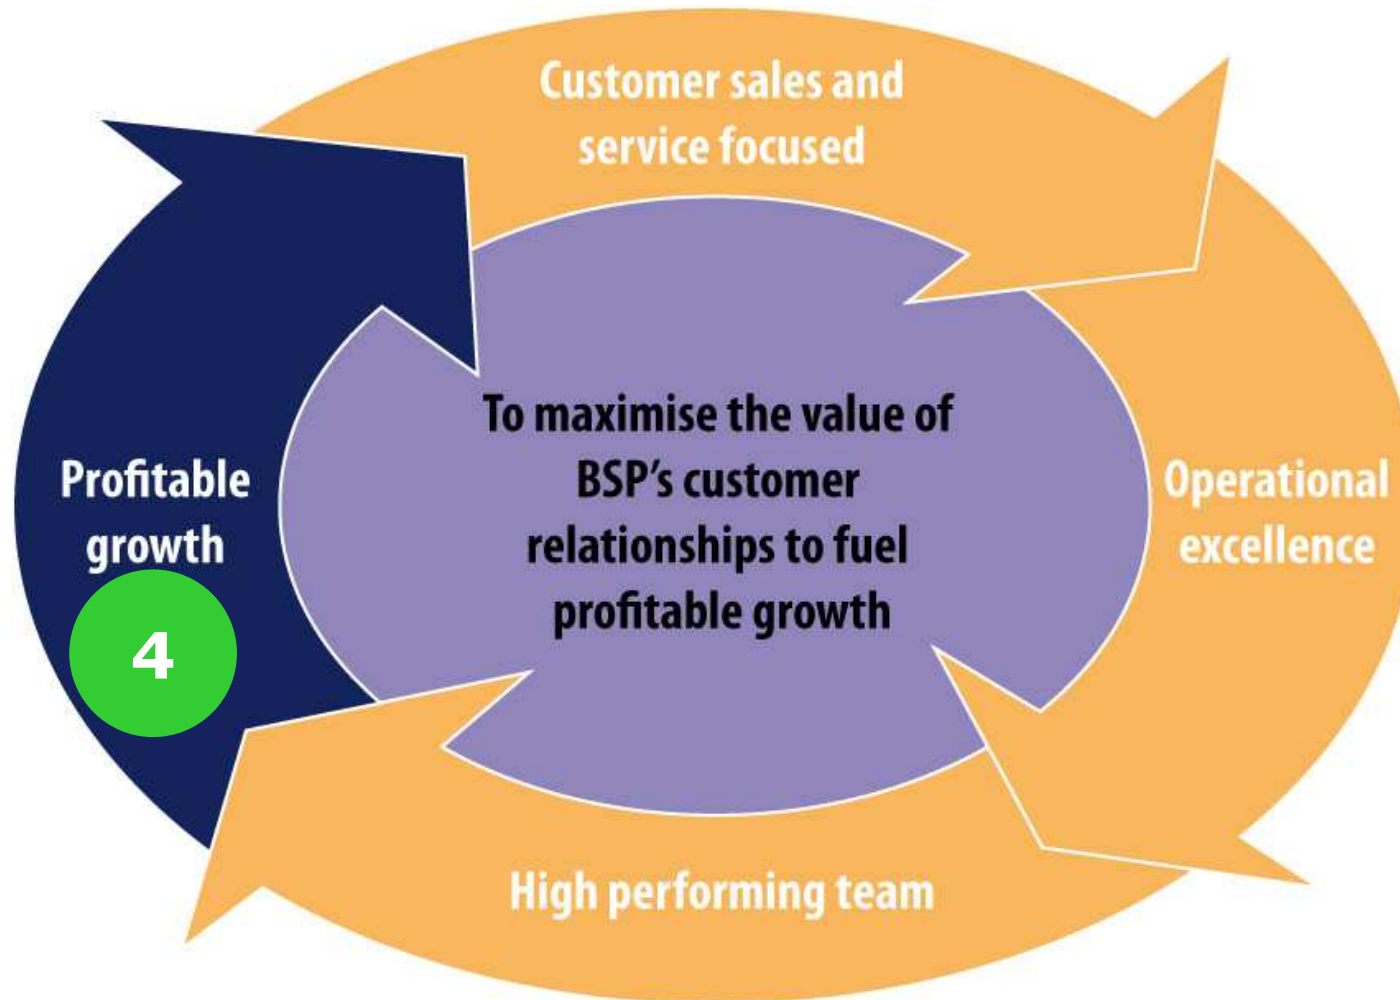 Customer sales and
service focused
To maximise the value of
BSP’s customer
relationships to fuel
profitable growth
Profitable
growth
4
Operational
excellence
High performing team